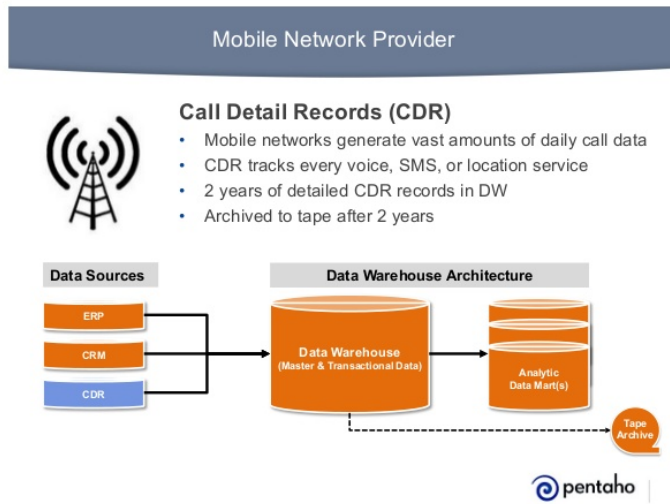 Mobile Network Provider
Call Detail Records (CDR)
• Mobile networks generate vast amounts of daily call data
• CDR tracks every voice, SMS, or location service
• 2 years of detailed CDR records in DW
• Archived to tape after 2 years
Data Sources
Data Warehouse Architecture
ERP
CRM
CDR
Data Warehouse
(Master & Transactional Data)
Analytic
Data Mart(s)
Tape
Archive
pentaho